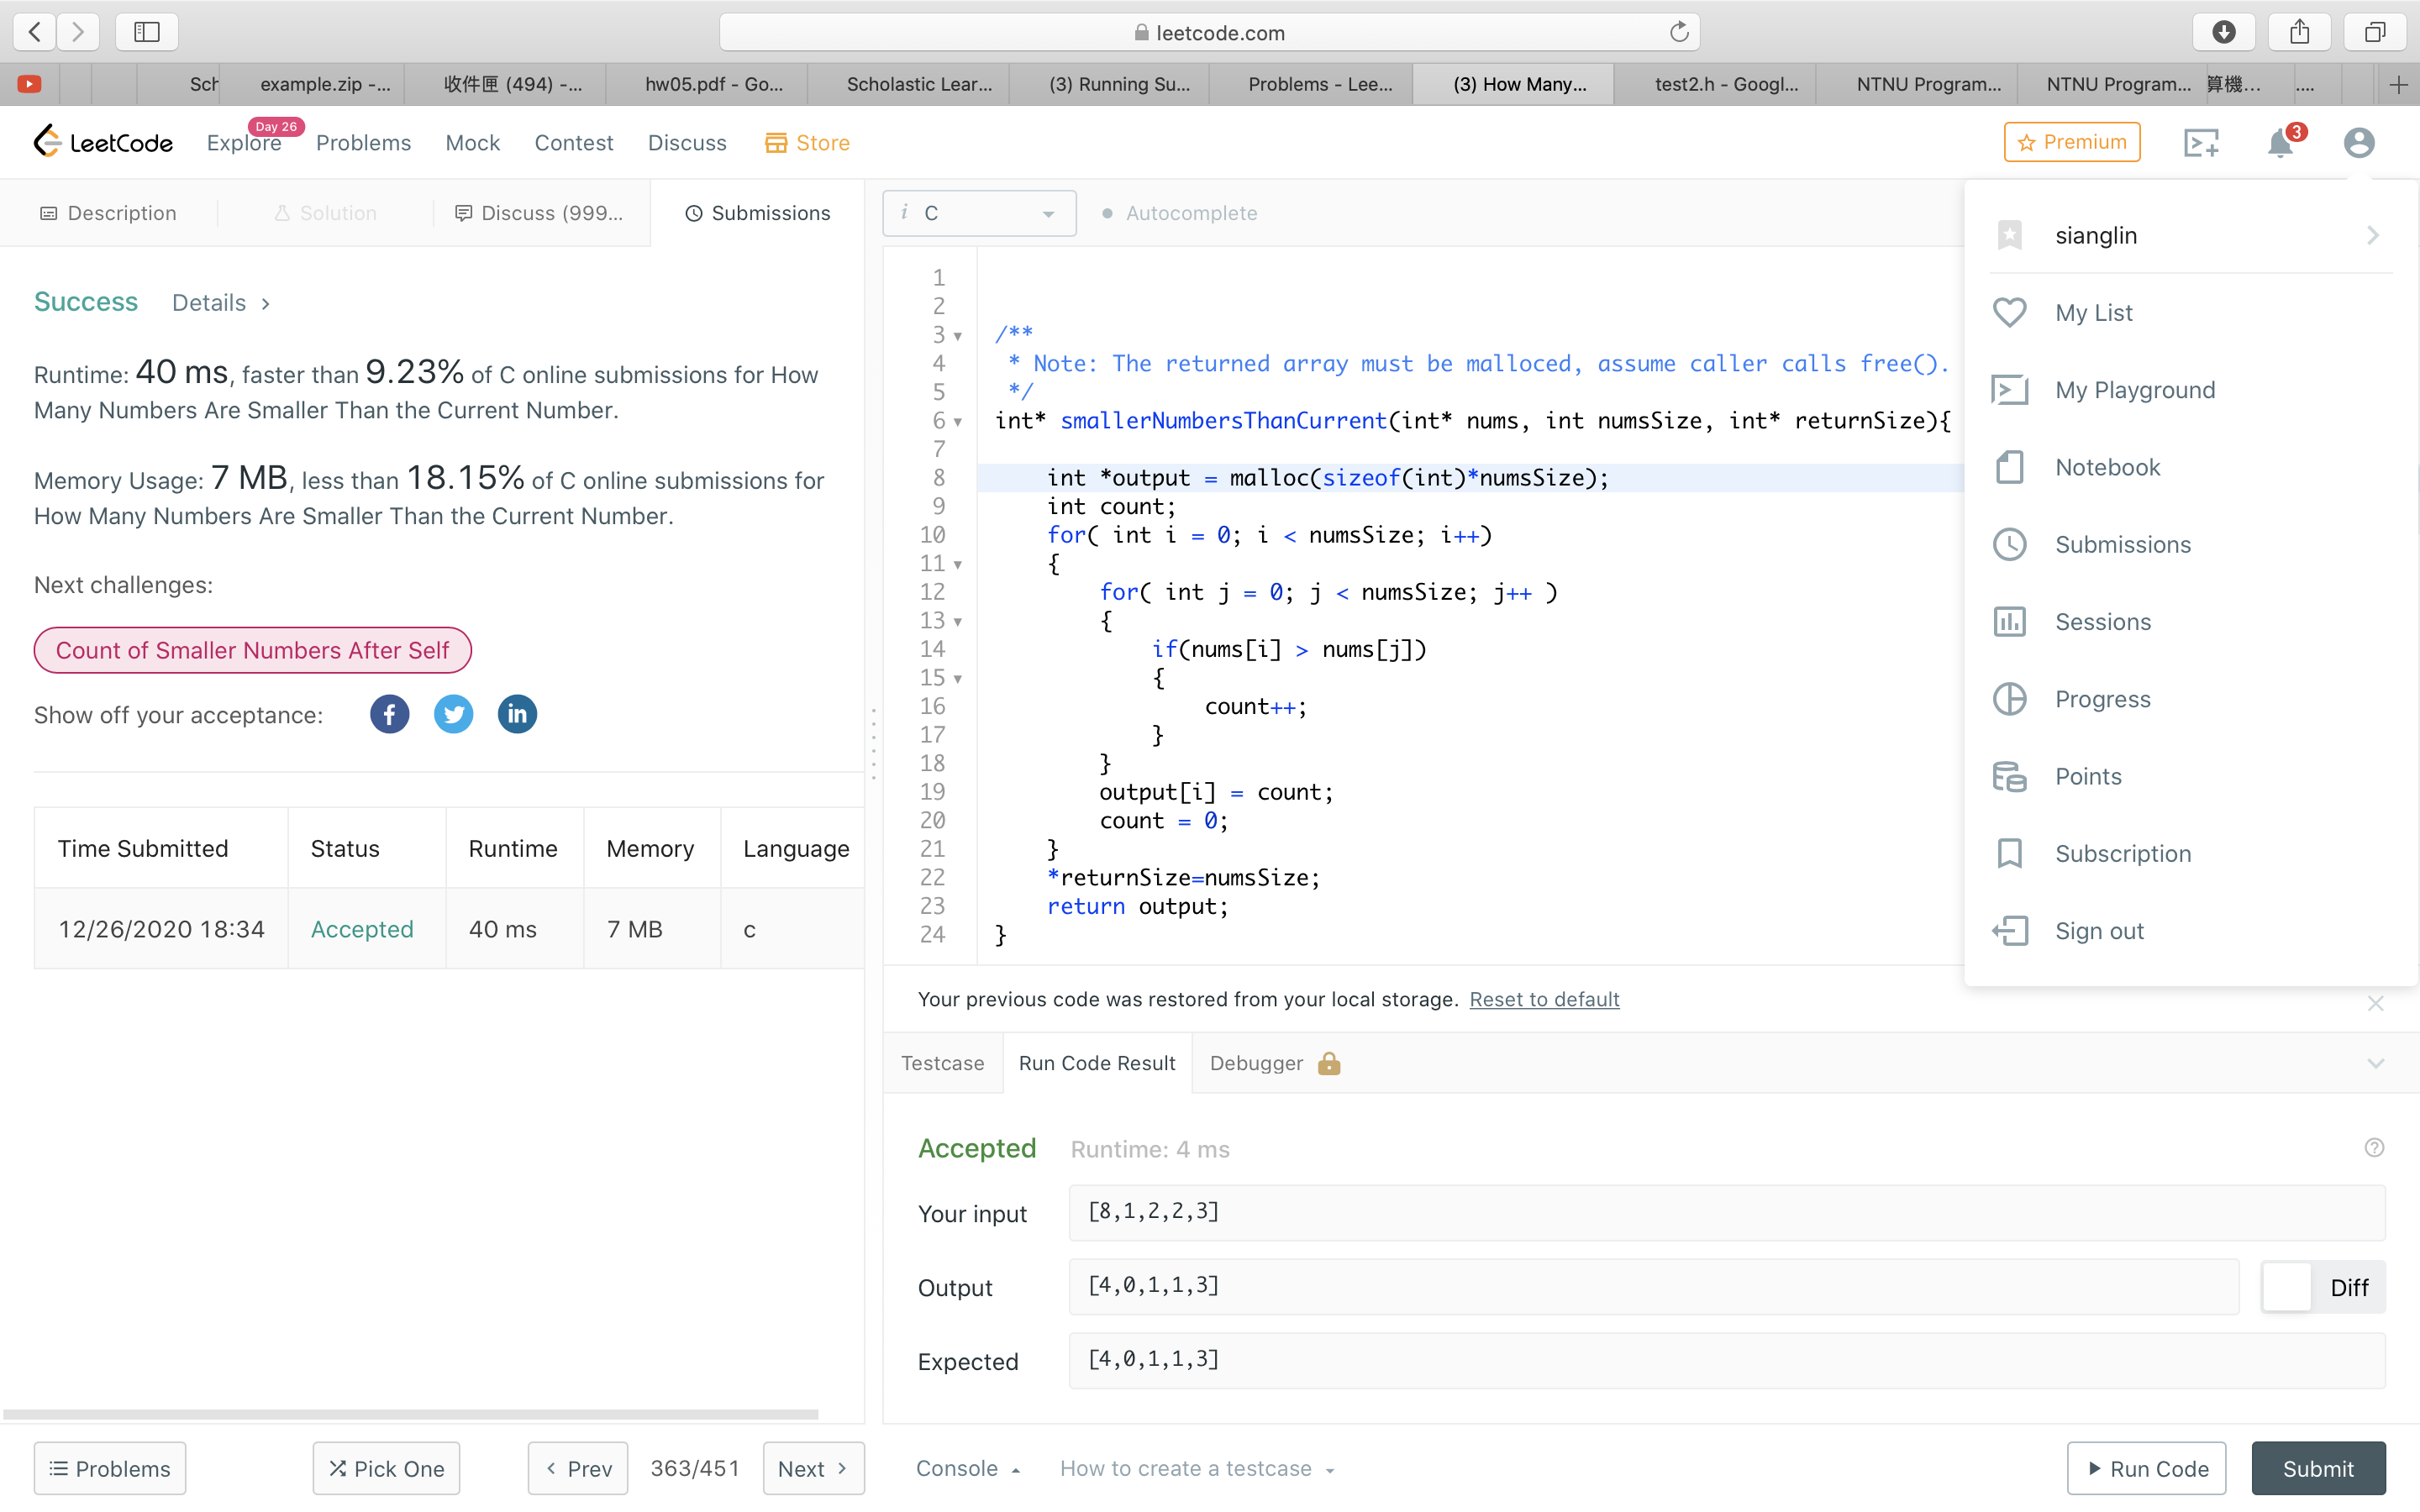 leetcode.com
Sch
example.zip -...
收件匣 (494) -...
hw05.pdf - Go...
Scholastic Lear...
(3) Running Su...
Problems - Lee...
(3) How Many...
test2.h - Googl...
NTNU Program...
NTNU Program...
算機...
....
LeetCode
Explore
Day 26
Problems
Mock
Contest
Discuss
Store
Premium
3
Description
Solution
Discuss (999...
Submissions
Success
Details
Runtime: 40 ms, faster than 9.23% of C online submissions for How
Many Numbers Are Smaller Than the Current Number.
Memory Usage: 7 MB, less than 18.15% of C online submissions for
How Many Numbers Are Smaller Than the Current Number.
Next challenges:
Count of Smaller Numbers After Self
Show off your acceptance:
Time Submitted Status Runtime Memory Language
12/26/2020 18:34 Accepted 40 ms 7 MB c
Problems
Pick One
Prev
363/451
Next
i C
Autocomplete
1
2
3 /**
4  * Note: The returned array must be malloced, assume caller calls free().
5  */
6 int* smallerNumbersThanCurrent(int* nums, int numsSize, int* returnSize){
7
8     int *output = malloc(sizeof(int)*numsSize);
9     int count;
10     for( int i = 0; i < numsSize; i++)
11     {
12         for( int j = 0; j < numsSize; j++ )
13         {
14             if(nums[i] > nums[j])
15             {
16                 count++;
17             }
18         }
19         output[i] = count;
20         count = 0;
21     }
22     *returnSize=numsSize;
23     return output;
24 }
Your previous code was restored from your local storage. Reset to default
Testcase
Run Code Result
Debugger
Accepted Runtime: 4 ms
Your input [8,1,2,2,3]
Output [4,0,1,1,3]
Diff
Expected [4,0,1,1,3]
Console
How to create a testcase
Run Code
Submit
sianglin
My List
My Playground
Notebook
Submissions
Sessions
Progress
Points
Subscription
Sign out